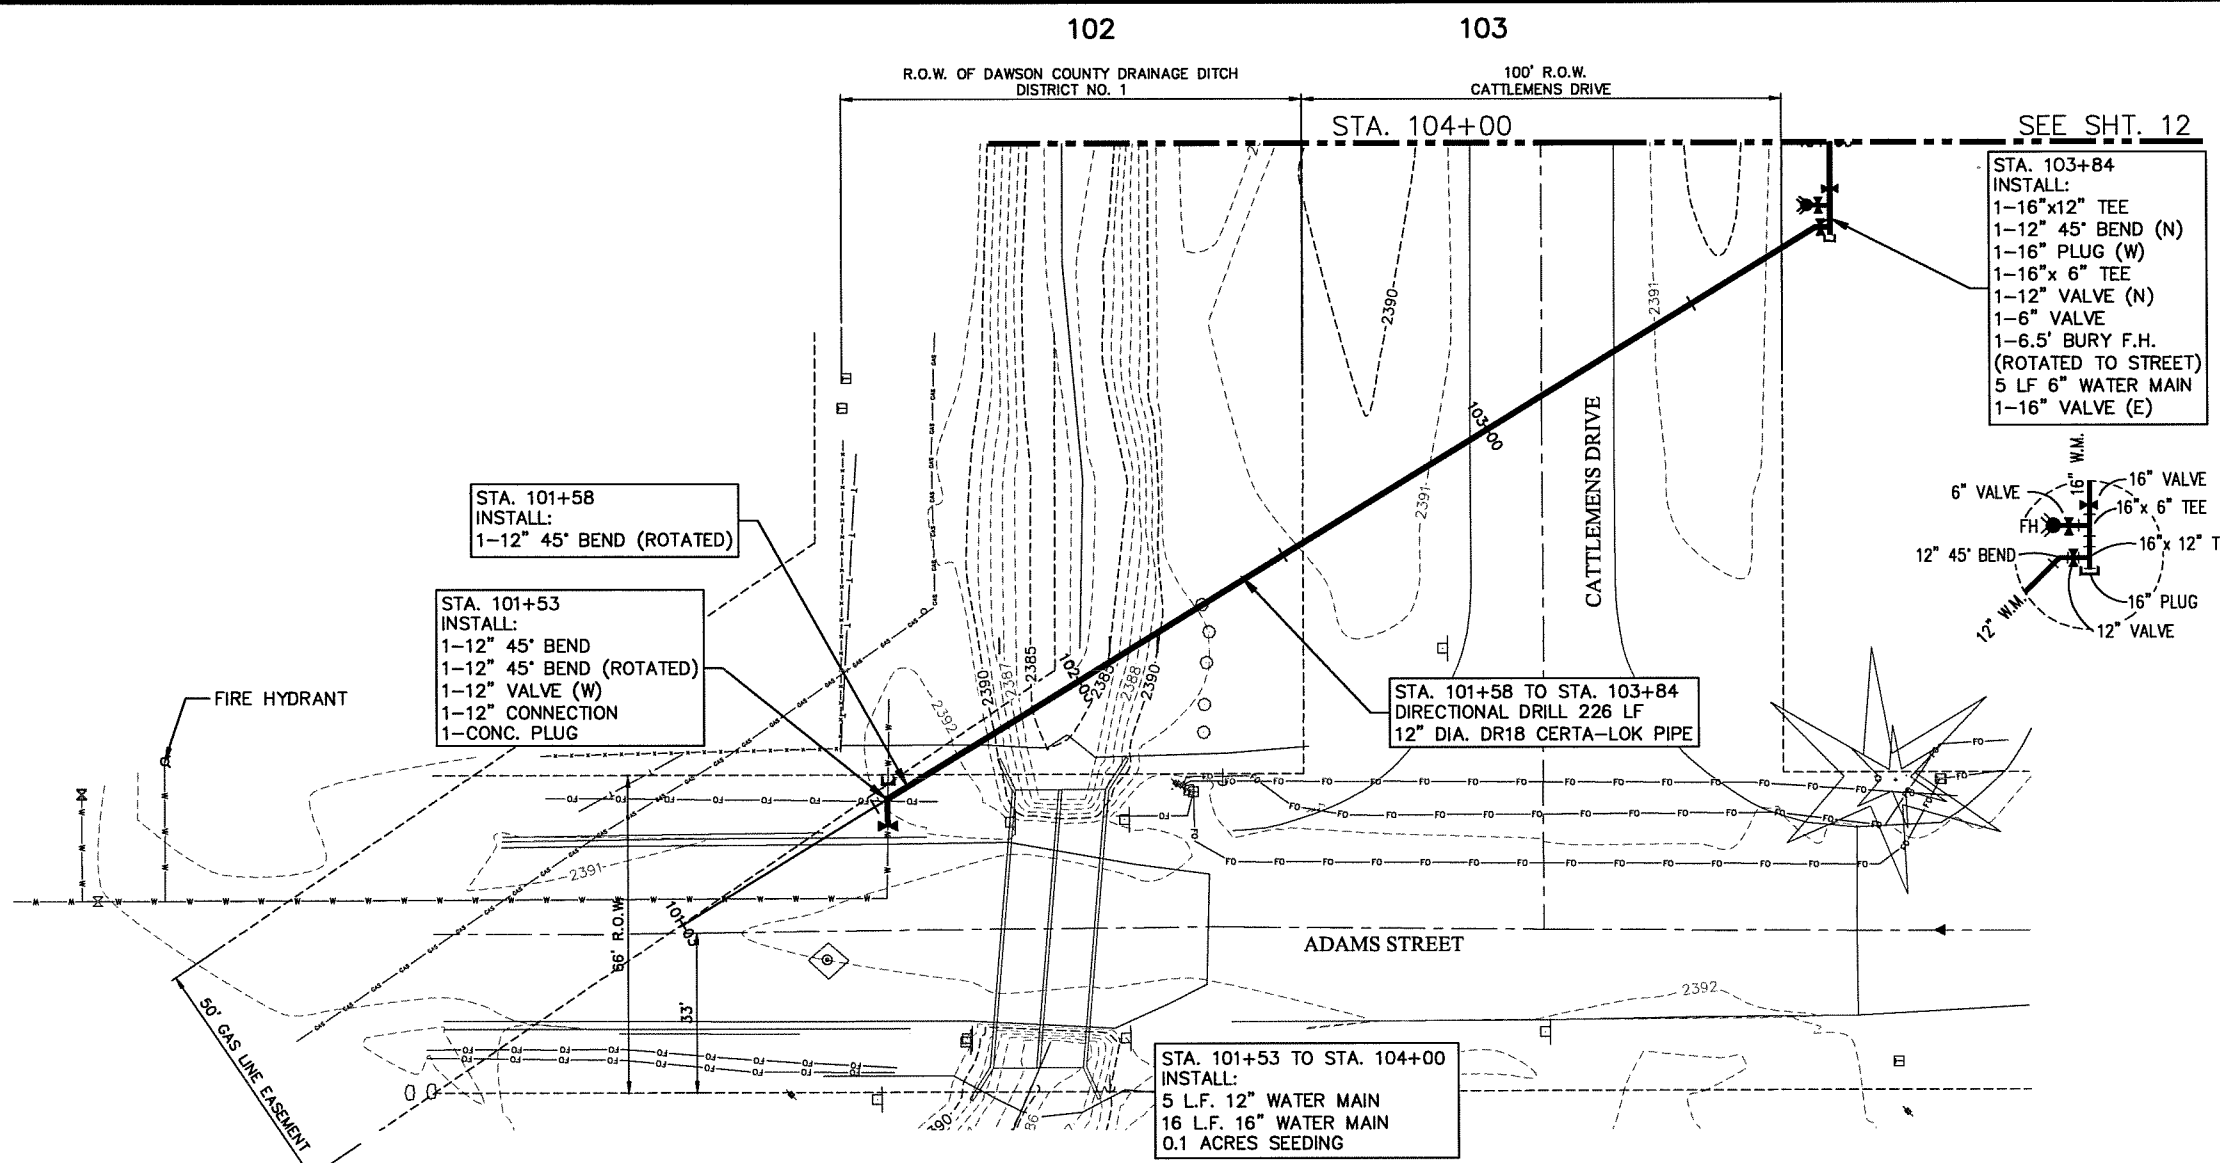 102
103
R.O.W. OF DAWSON COUNTY DRAINAGE DITCH
DISTRICT NO. 1
100' R.O.W.
CATTLEMENS DRIVE
STA. 104+00
SEE SHT. 12
STA. 103+84
INSTALL:
1-16"x12" TEE
1-12" 45° BEND (N)
1-16" PLUG (W)
1-16"x 6" TEE
1-12" VALVE (N)
1-6" VALVE
1-6.5' BURY F.H.
(ROTATED TO STREET)
5 LF 6" WATER MAIN
1-16" VALVE (E)
2390
2391
2391
103+00
CATTLEMENS DRIVE
16" W.M.
16" VALVE
6" VALVE
16"x 6" TEE
FH
16"x 12" T
12" 45° BEND
16" PLUG
12" W.M.
12" VALVE
STA. 101+58
INSTALL:
1-12" 45° BEND (ROTATED)
STA. 101+53
INSTALL:
1-12" 45° BEND
1-12" 45° BEND (ROTATED)
1-12" VALVE (W)
1-12" CONNECTION
1-CONC. PLUG
FIRE HYDRANT
2392
2390
2387
2385
102+05
2385
2388
2390
STA. 101+58 TO STA. 103+84
DIRECTIONAL DRILL 226 LF
12" DIA. DR18 CERTA-LOK PIPE
2391
101+05
66' R.O.W.
33'
ADAMS STREET
2392
50' GAS LINE EASEMENT
STA. 101+53 TO STA. 104+00
INSTALL:
5 L.F. 12" WATER MAIN
16 L.F. 16" WATER MAIN
0.1 ACRES SEEDING